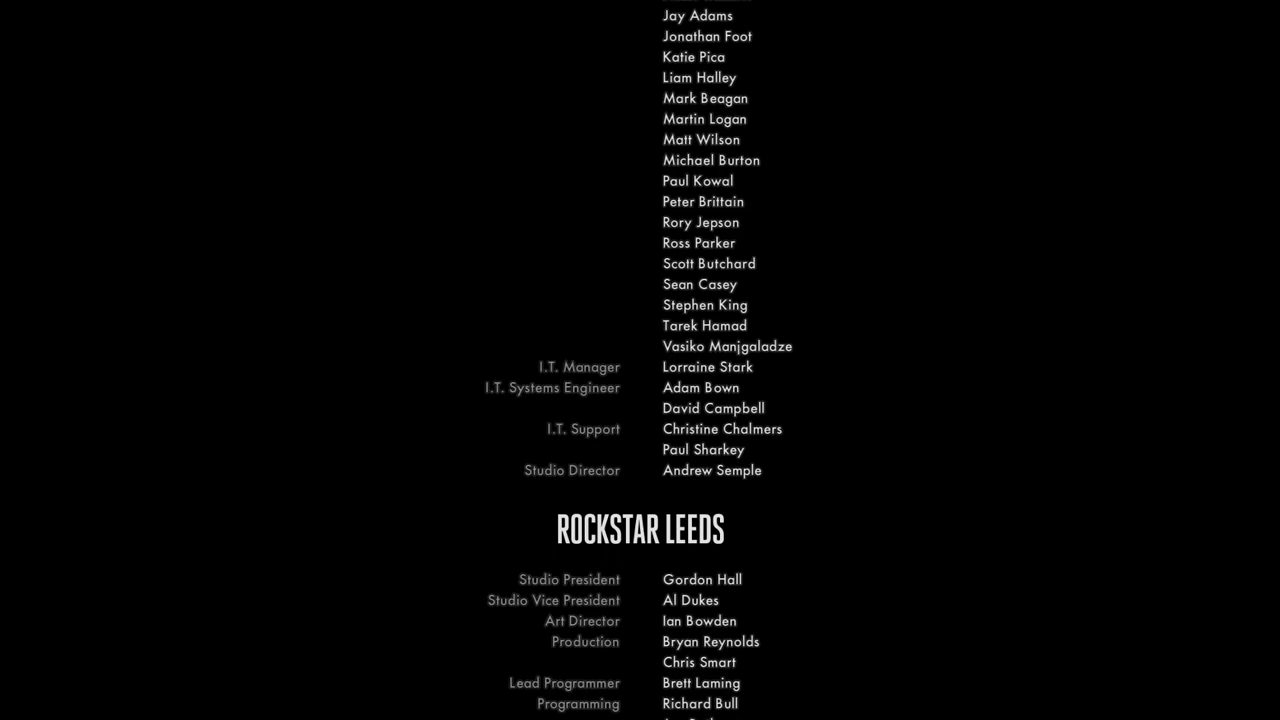 Jay Adams
Jonathan Foot
Katie Pica
Liam Halley
Mark Beagan
Martin Logan
Matt Wilson
Michael Burton
Paul Kowal
Peter Brittain
Rory Jepson
Ross Parker
Scott Butchard
Sean Casey
Stephen King
Tarek Hamad
Vasiko Manjgaladze
I.T. Manager Lorraine Stark
I.T. Systems Engineer Adam Bown
David Campbell
I.T. Support Christine Chalmers
Paul Sharkey
Studio Director Andrew Semple
ROCKSTAR LEEDS
Studio President Gordon Hall
Studio Vice President Al Dukes
Art Director Ian Bowden
Production Bryan Reynolds
Chris Smart
Lead Programmer Brett Laming
Programming Richard Bull